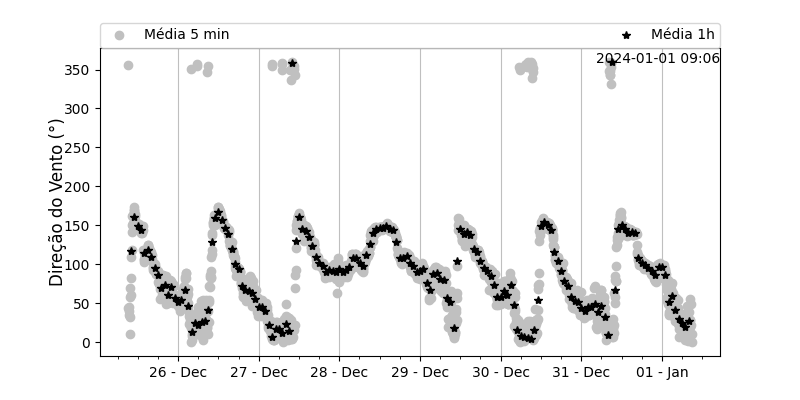 Média 5 min
Média 1h
2024-01-01 09:06
Direção do Vento (°)
350
300
250
200
150
100
50
0
26 - Dec
27 - Dec
28 - Dec
29 - Dec
30 - Dec
31 - Dec
01 - Jan